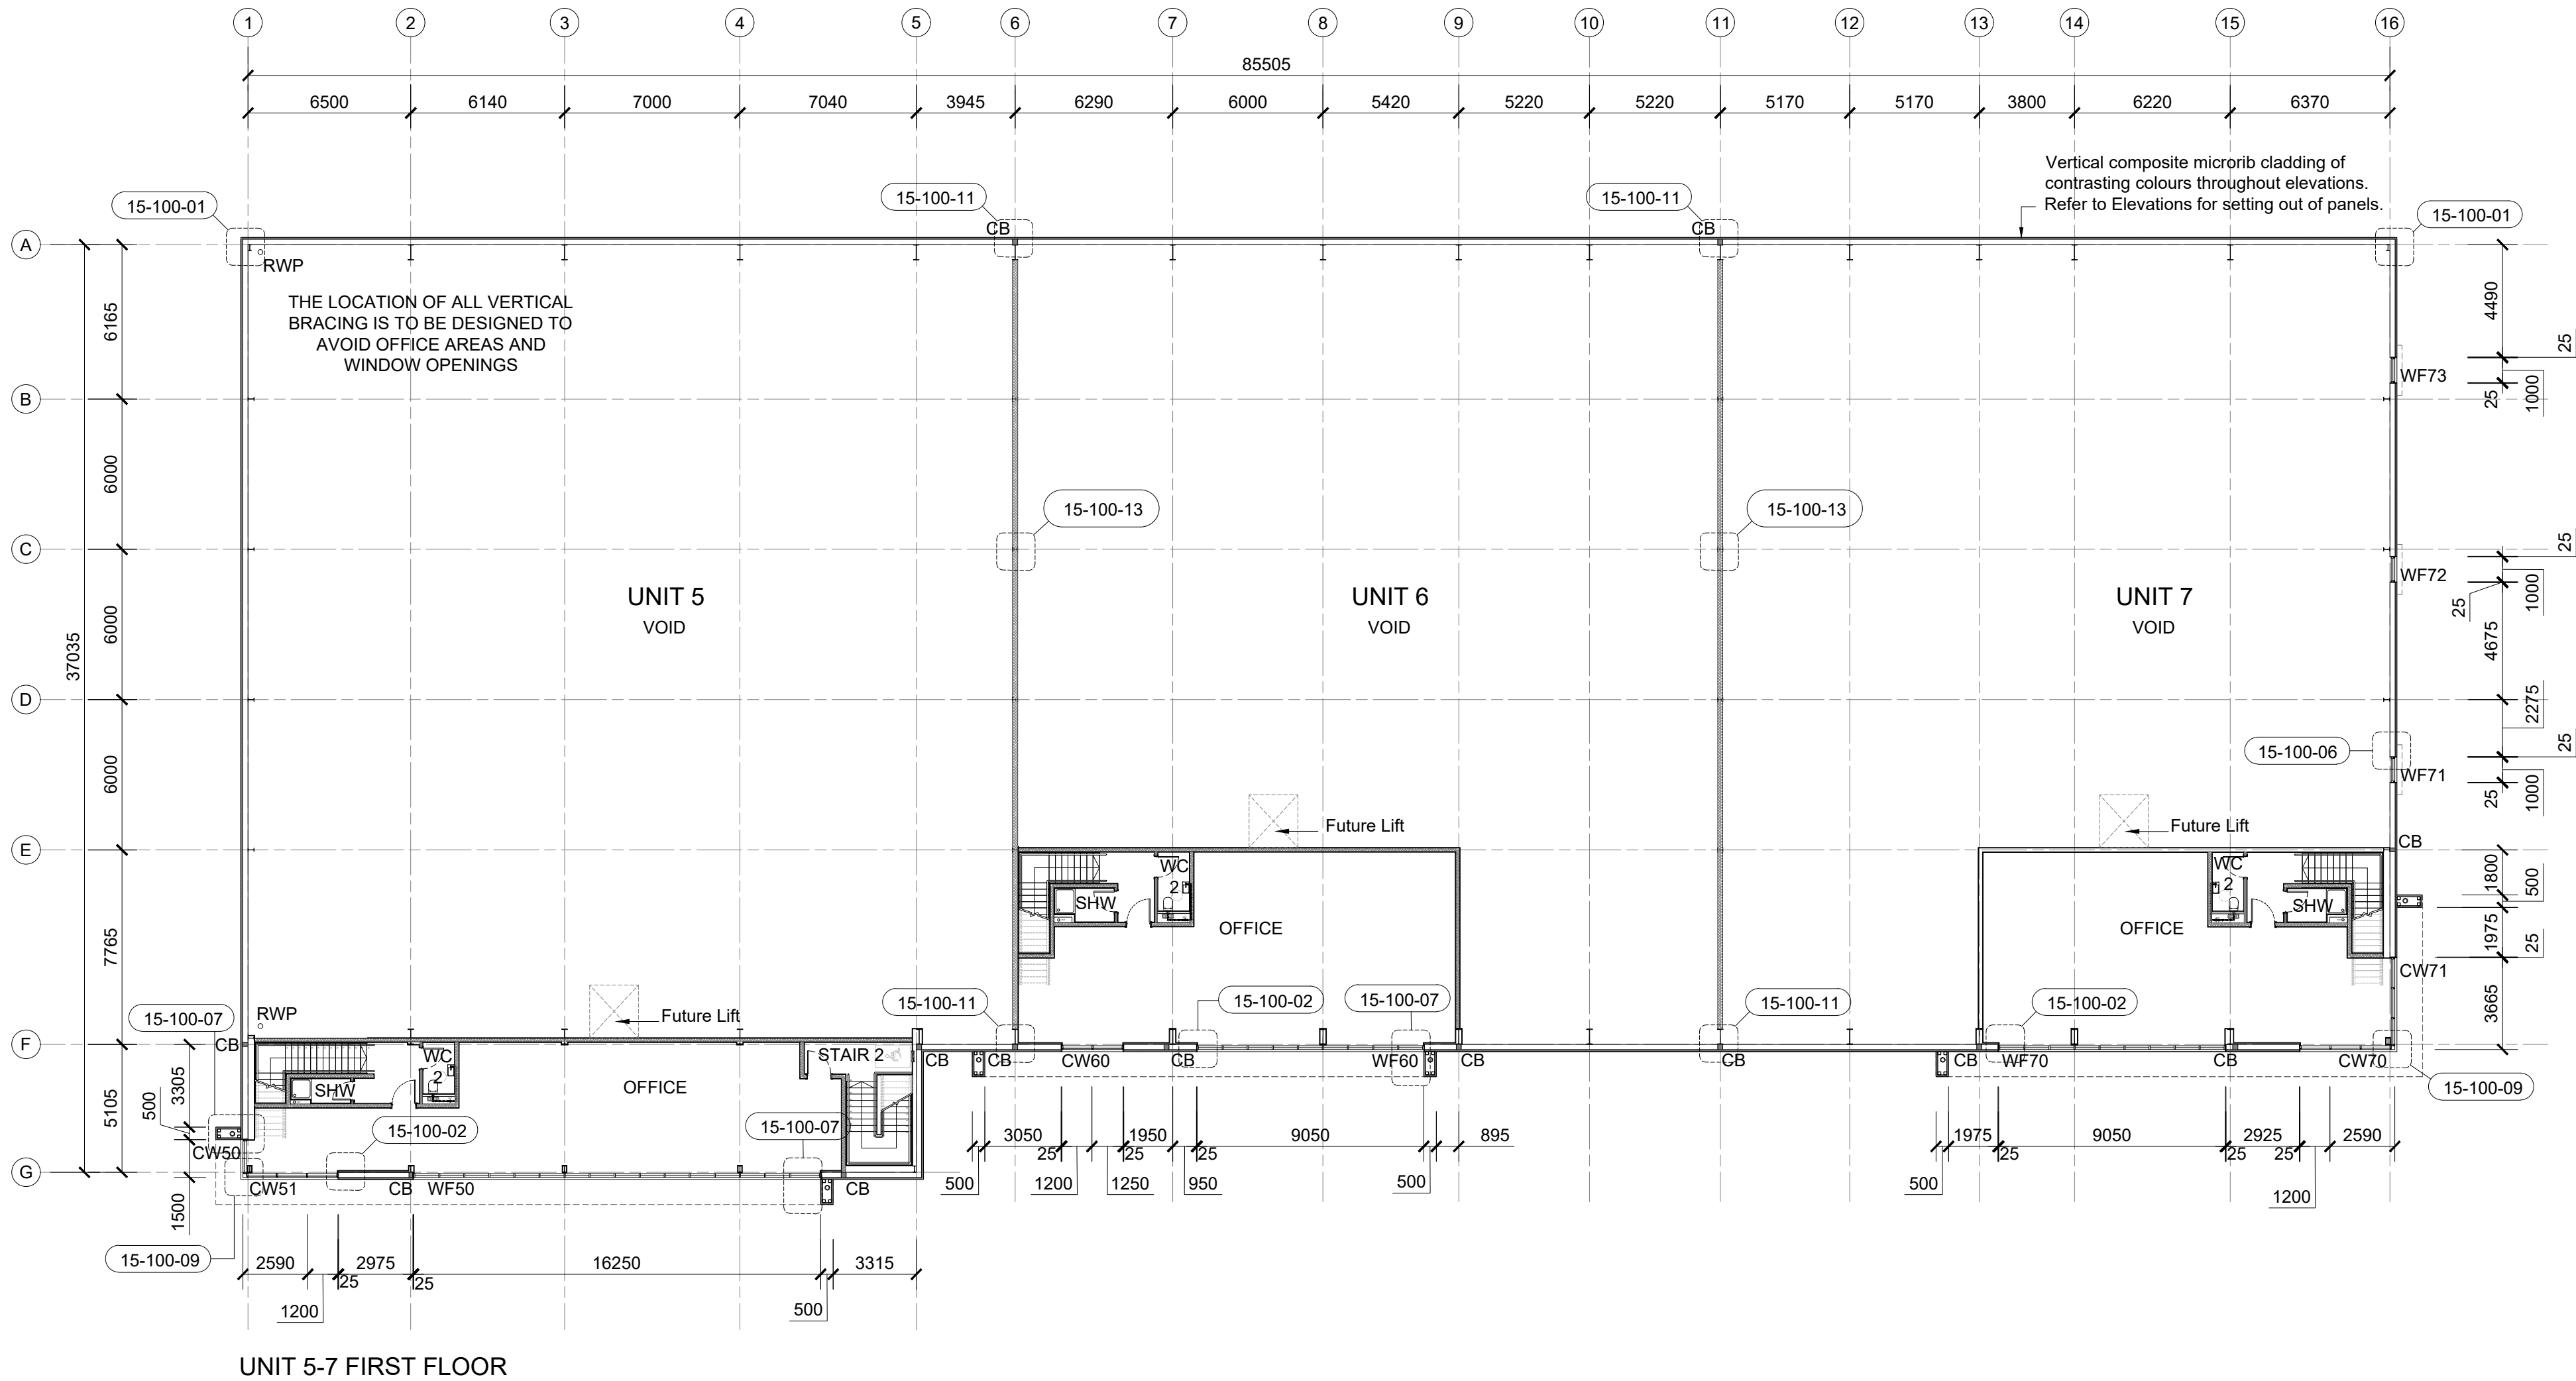 1 2 3 4 5 6 7 8 9 10 11 12 13 14 15 16
85505
6500 6140 7000 7040 3945 6290 6000 5420 5220 5220 5170 5170 3800 6220 6370
Vertical composite microrib cladding of
contrasting colours throughout elevations.
Refer to Elevations for setting out of panels.
15-100-01
15-100-11
15-100-11
15-100-01
A
CB
CB
RWP
THE LOCATION OF ALL VERTICAL
BRACING IS TO BE DESIGNED TO
AVOID OFFICE AREAS AND
WINDOW OPENINGS
6165
4490
25
WF73
1000
25
B
6000
15-100-13
15-100-13
C
25
WF72
1000
25
UNIT 5
VOID
UNIT 6
VOID
UNIT 7
VOID
37035
6000
4675
D
2275
15-100-06
25
WF71
1000
25
6000
Future Lift
Future Lift
E
CB
WC
2
SHW
OFFICE
WC
2
SHW
OFFICE
1800
500
1975
25
CW71
3665
7765
15-100-07
RWP
Future Lift
15-100-11
15-100-02
15-100-07
15-100-11
15-100-02
F
CB
WC
2
SHW
OFFICE
STAIR 2
CB
CB
CW60
CB
WF60
CB
CB
CB
WF70
CB
CW70
15-100-09
5105
500
3305
15-100-02
15-100-07
CW50
3050
25
1950
25
25
9050
895
1975
25
9050
2925
25
25
2590
G
CW51
CB
WF50
CB
500
1200
1250
950
500
500
1200
1500
15-100-09
2590
2975
25
25
16250
3315
1200
500
UNIT 5-7 FIRST FLOOR